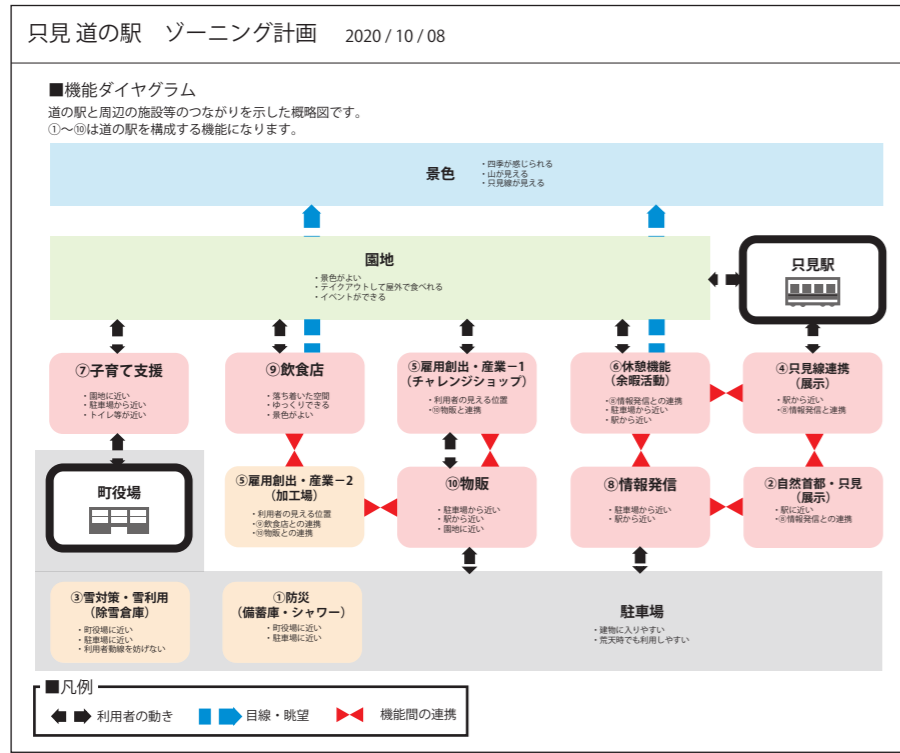 只見 道の駅　ゾーニング計画　2020 / 10 / 08
■機能ダイヤグラム
道の駅と周辺の施設等のつながりを示した概略図です。
①〜⑩は道の駅を構成する機能になります。
景色
・四季が感じられる
・山が見える
・只見線が見える
園地
・景色がよい
・テイクアウトして屋外で食べれる
・イベントができる
只見駅
⑦子育て支援
・園地に近い
・駐車場から近い
・トイレ等が近い
⑨飲食店
・落ち着いた空間
・ゆっくりできる
・景色がよい
⑤雇用創出・産業－1
（チャレンジショップ）
・利用者の見える位置
・⑩物販と連携
⑥休憩機能
（余暇活動）
・⑧情報発信との連携
・駐車場から近い
・駅から近い
④只見線連携
（展示）
・駅から近い
・⑧情報発信と連携
町役場
⑤雇用創出・産業－2
（加工場）
・利用者の見える位置
・⑨飲食店との連携
・⑩物販との連携
⑩物販
・駐車場から近い
・駅から近い
・園地に近い
⑧情報発信
・駐車場から近い
・駅から近い
②自然首都・只見
（展示）
・駅に近い
・⑧情報発信との連携
③雪対策・雪利用
（除雪倉庫）
・町役場に近い
・駐車場に近い
・利用者動線を妨げない
①防災
（備蓄庫・シャワー）
・町役場に近い
・駐車場に近い
駐車場
・建物に入りやすい
・荒天時でも利用しやすい
■凡例
利用者の動き
目線・眺望
機能間の連携